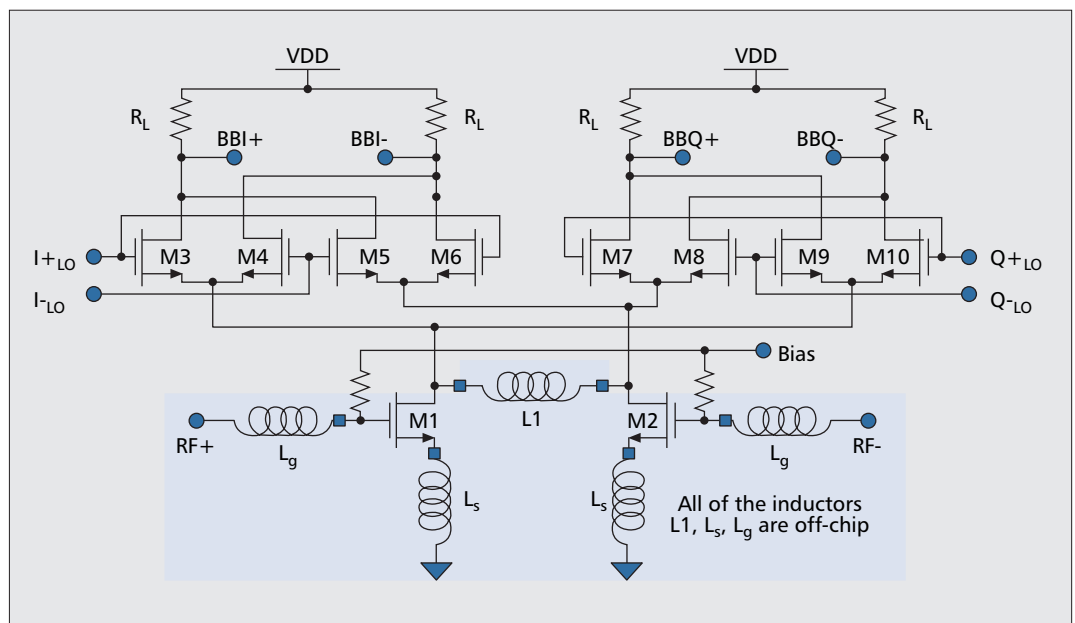 VDD
VDD
R_L
R_L
R_L
R_L
BBI+
BBI-
BBQ+
BBQ-
I+_LO
M3
M4
M5
M6
M7
M8
M9
M10
Q+_LO
I-_LO
Q-_LO
Bias
M1
L1
M2
RF+
L_g
L_g
RF-
L_s
L_s
All of the inductors
L1, L_s, L_g are off-chip